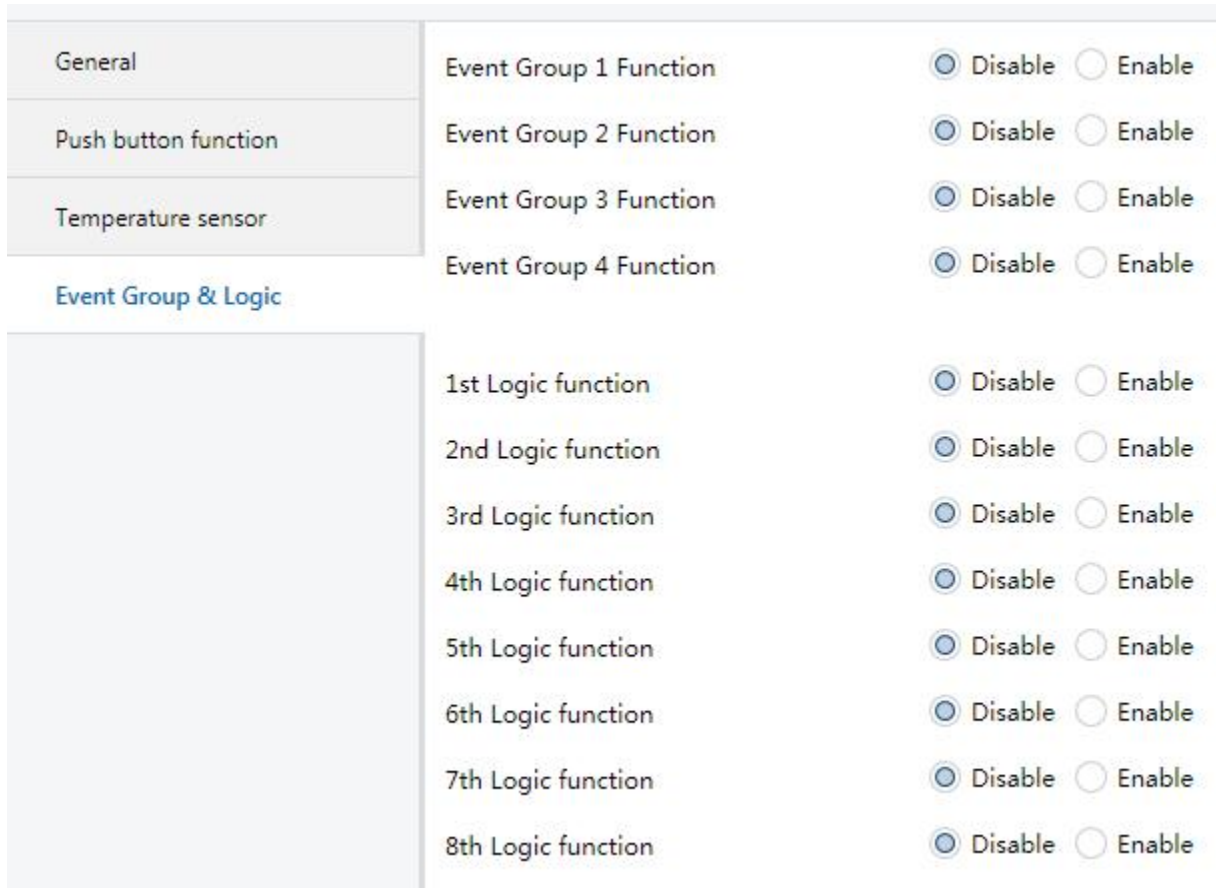 General
Push button function
Temperature sensor
Event Group & Logic
Event Group 1 Function Disable Enable
Event Group 2 Function Disable Enable
Event Group 3 Function Disable Enable
Event Group 4 Function Disable Enable
1st Logic function Disable Enable
2nd Logic function Disable Enable
3rd Logic function Disable Enable
4th Logic function Disable Enable
5th Logic function Disable Enable
6th Logic function Disable Enable
7th Logic function Disable Enable
8th Logic function Disable Enable